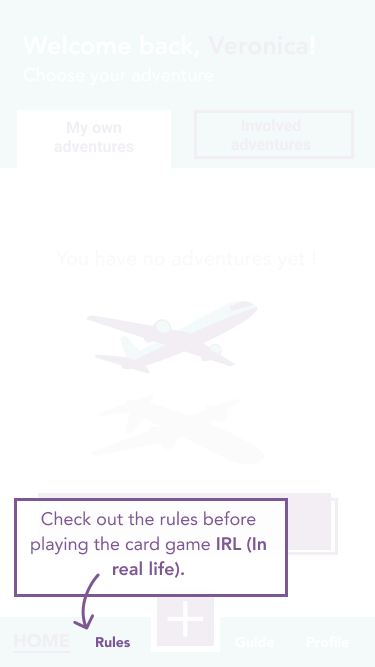 Welcome back, Veronica!
Choose your adventure
My own
adventures
Involved
adventures
You have no adventures yet !
Check out the rules before
playing the card game IRL (In
real life).
HOME
Rules
Guide
Profile